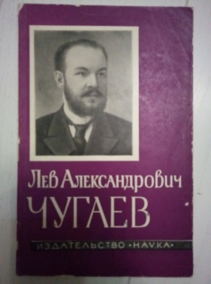 Лев Александрович
ЧУГАЕВ
ИЗДАТЕЛЬСТВО «НАУКА»